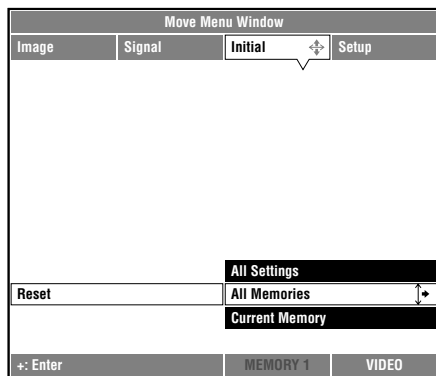 Move Menu Window
Image Signal Initial Setup
All Settings
Reset All Memories
Current Memory
+: Enter MEMORY 1 VIDEO